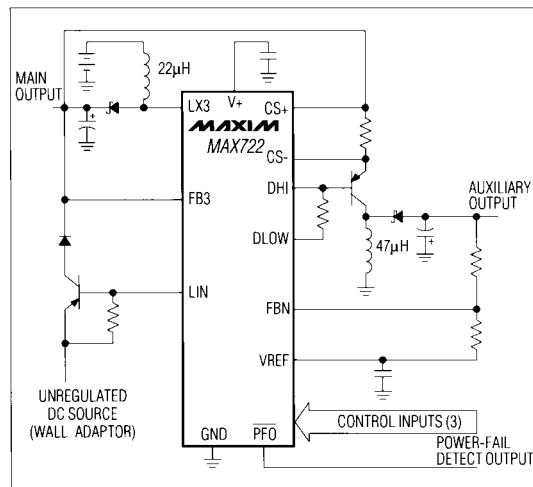 22μH
MAIN
OUTPUT
LX3
V+
CS+
MAXIM
MAX722
CS-
DHI
AUXILIARY
OUTPUT
FB3
DLOW
47μH
LIN
FBN
VREF
UNREGULATED
DC SOURCE
(WALL ADAPTOR)
CONTROL INPUTS (3)
GND
PFO
POWER-FAIL
DETECT OUTPUT